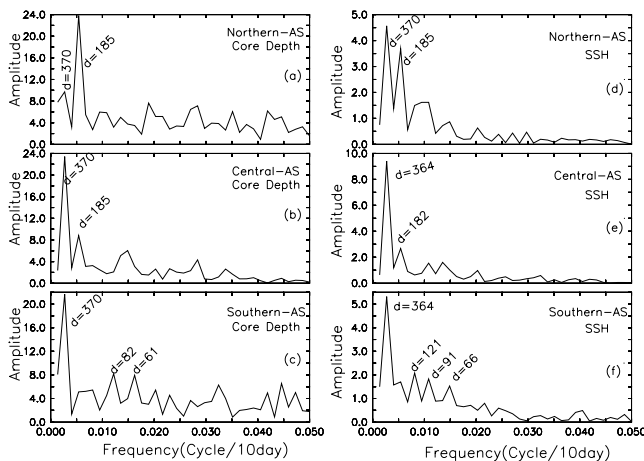 Northern-AS
Core Depth
(a)
d=370
d=185
Amplitude
24.0
20.0
16.0
12.0
8.0
4.0
0.0
Northern-AS
SSH
(d)
d=370
d=185
Amplitude
5.0
4.0
3.0
2.0
1.0
0.0
Central-AS
Core Depth
(b)
d=370
d=185
Amplitude
24.0
20.0
16.0
12.0
8.0
4.0
0.0
Central-AS
SSH
(e)
d=364
d=182
Amplitude
10.0
8.0
6.0
4.0
2.0
0.0
Southern-AS
Core Depth
(c)
d=370
d=82
d=61
Amplitude
20.0
16.0
12.0
8.0
4.0
0.0
0.000 0.010 0.020 0.030 0.040 0.050
Frequency(Cycle/10day)
Southern-AS
SSH
(f)
d=364
d=121
d=91
d=66
Amplitude
5.0
4.0
3.0
2.0
1.0
0.0
0.000 0.010 0.020 0.030 0.040 0.050
Frequency(Cycle/10day)